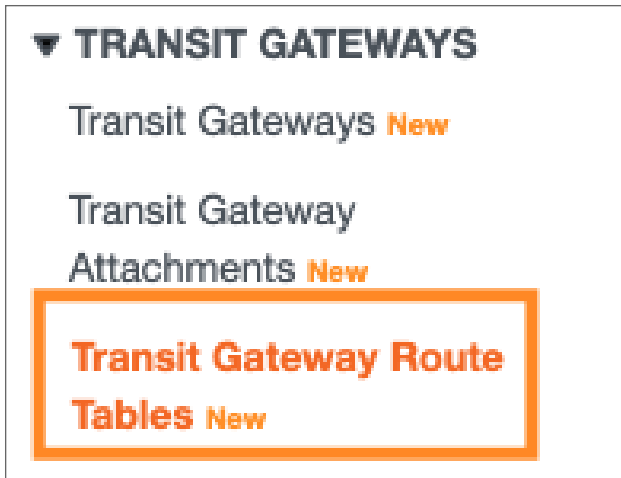 ▼ TRANSIT GATEWAYS
Transit Gateways New
Transit Gateway
Attachments New
Transit Gateway Route
Tables New